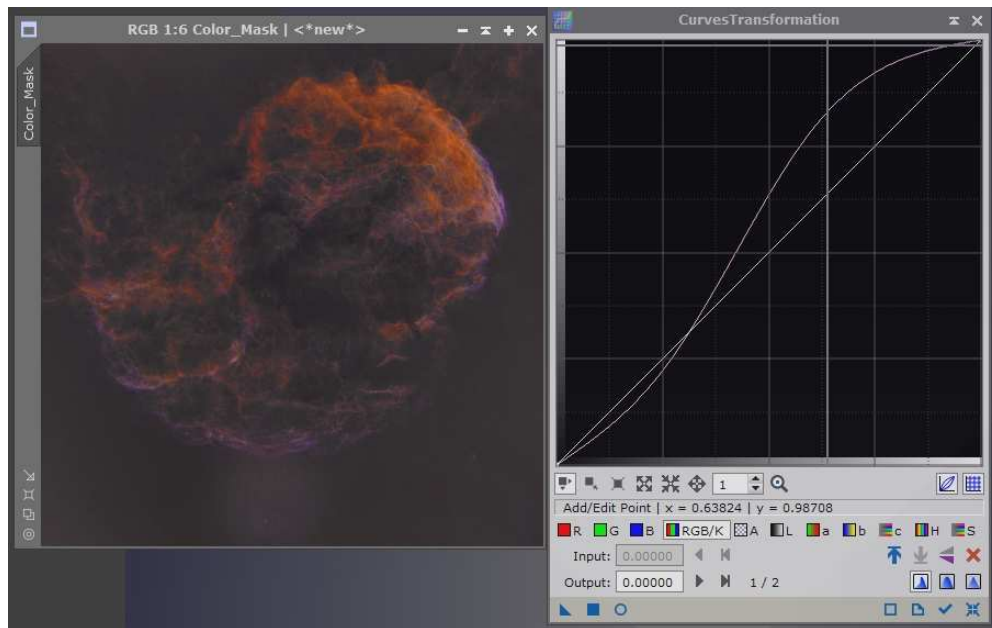 RGB 1:6 Color_Mask | <*new*>
Color_Mask
CurvesTransformation
1
Add/Edit Point | x = 0.63824 | y = 0.98708
R G B RGB/K A L a b c H S
Input: 0.00000
Output: 0.00000 1 / 2